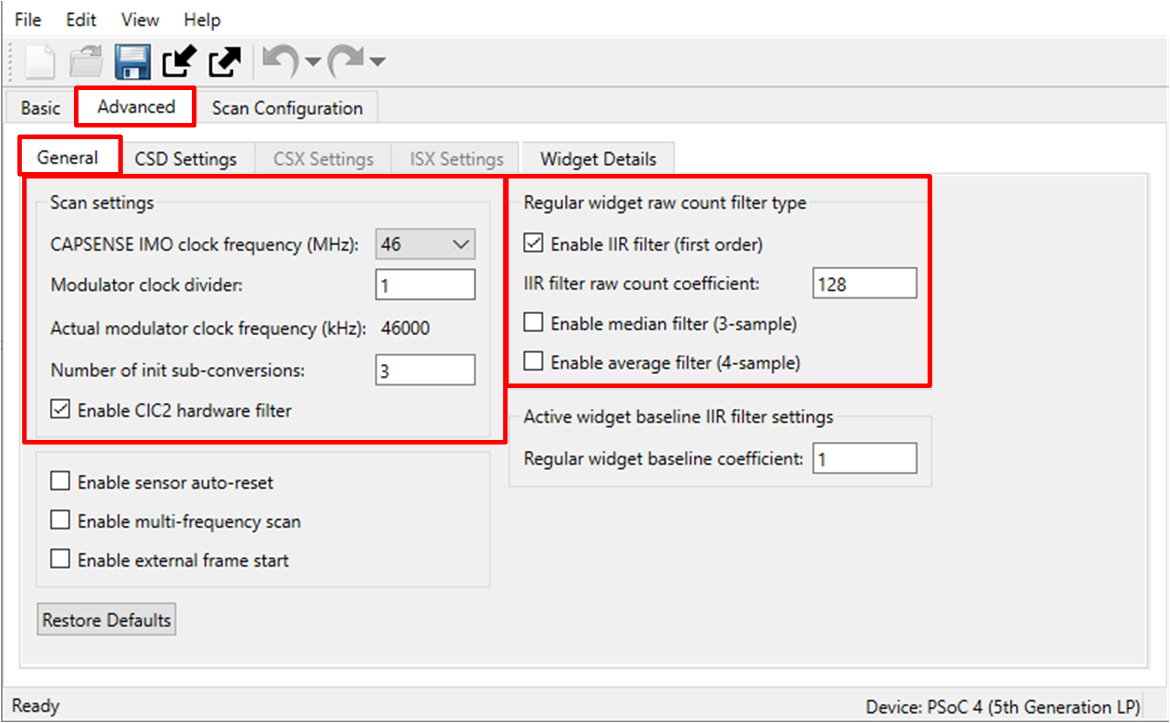 File Edit View Help
Basic Advanced Scan Configuration
General CSD Settings CSX Settings ISX Settings Widget Details
Scan settings
CAPSENSE IMO clock frequency (MHz): 46
Modulator clock divider: 1
Actual modulator clock frequency (kHz): 46000
Number of init sub-conversions: 3
Enable CIC2 hardware filter
Enable sensor auto-reset
Enable multi-frequency scan
Enable external frame start
Restore Defaults
Regular widget raw count filter type
Enable IIR filter (first order)
IIR filter raw count coefficient: 128
Enable median filter (3-sample)
Enable average filter (4-sample)
Active widget baseline IIR filter settings
Regular widget baseline coefficient: 1
Ready Device: PSoC 4 (5th Generation LP)